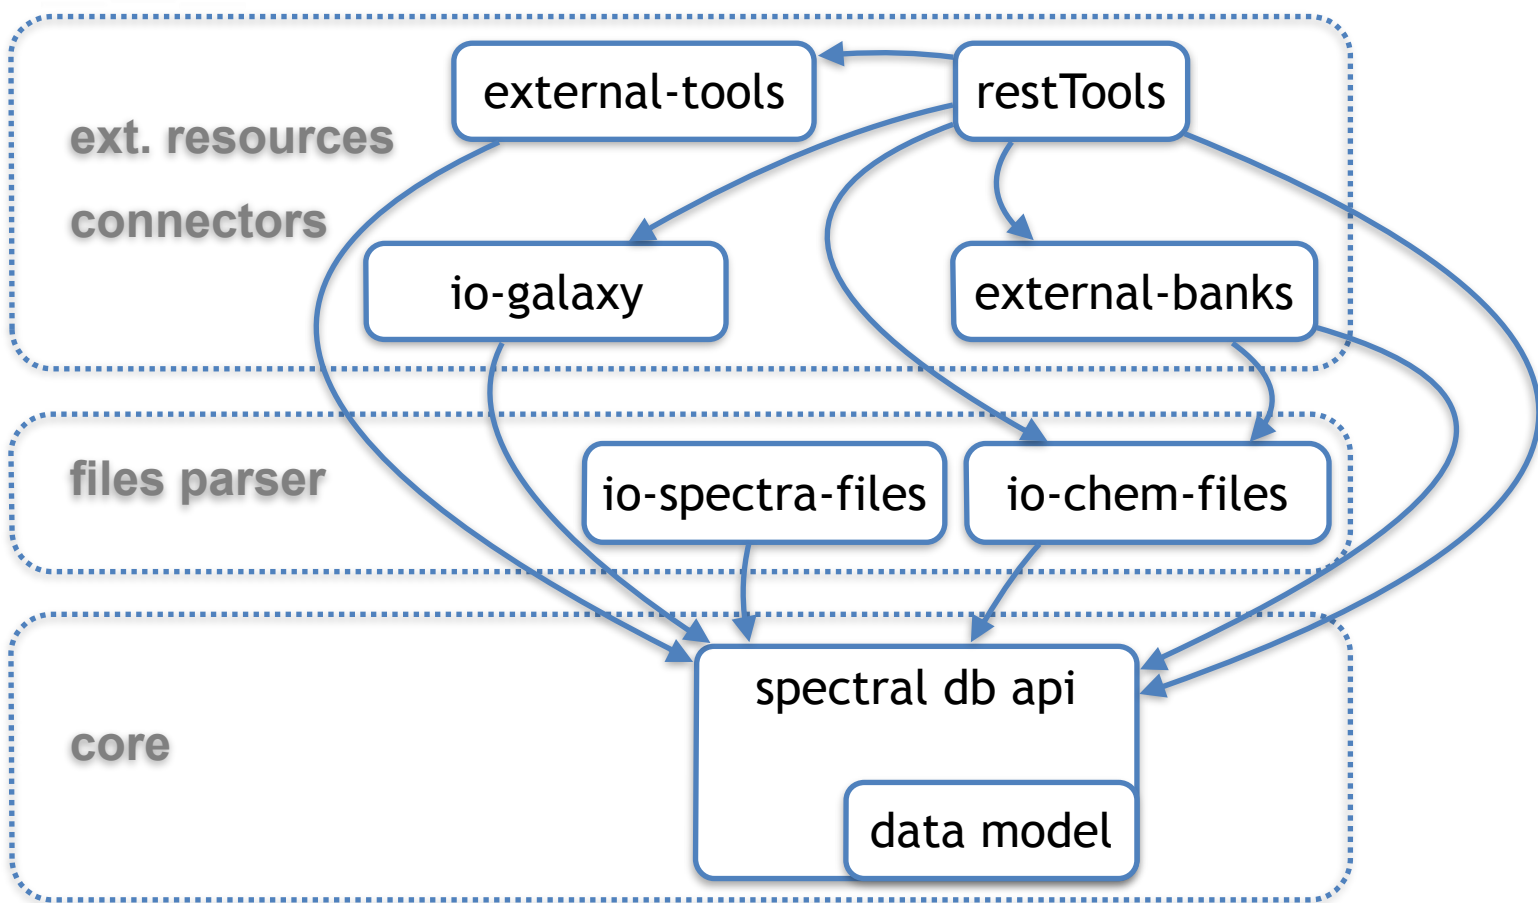 external-tools
restTools
ext. resources
connectors
io-galaxy
external-banks
files parser
io-spectra-files
io-chem-files
spectral db api
core
data model